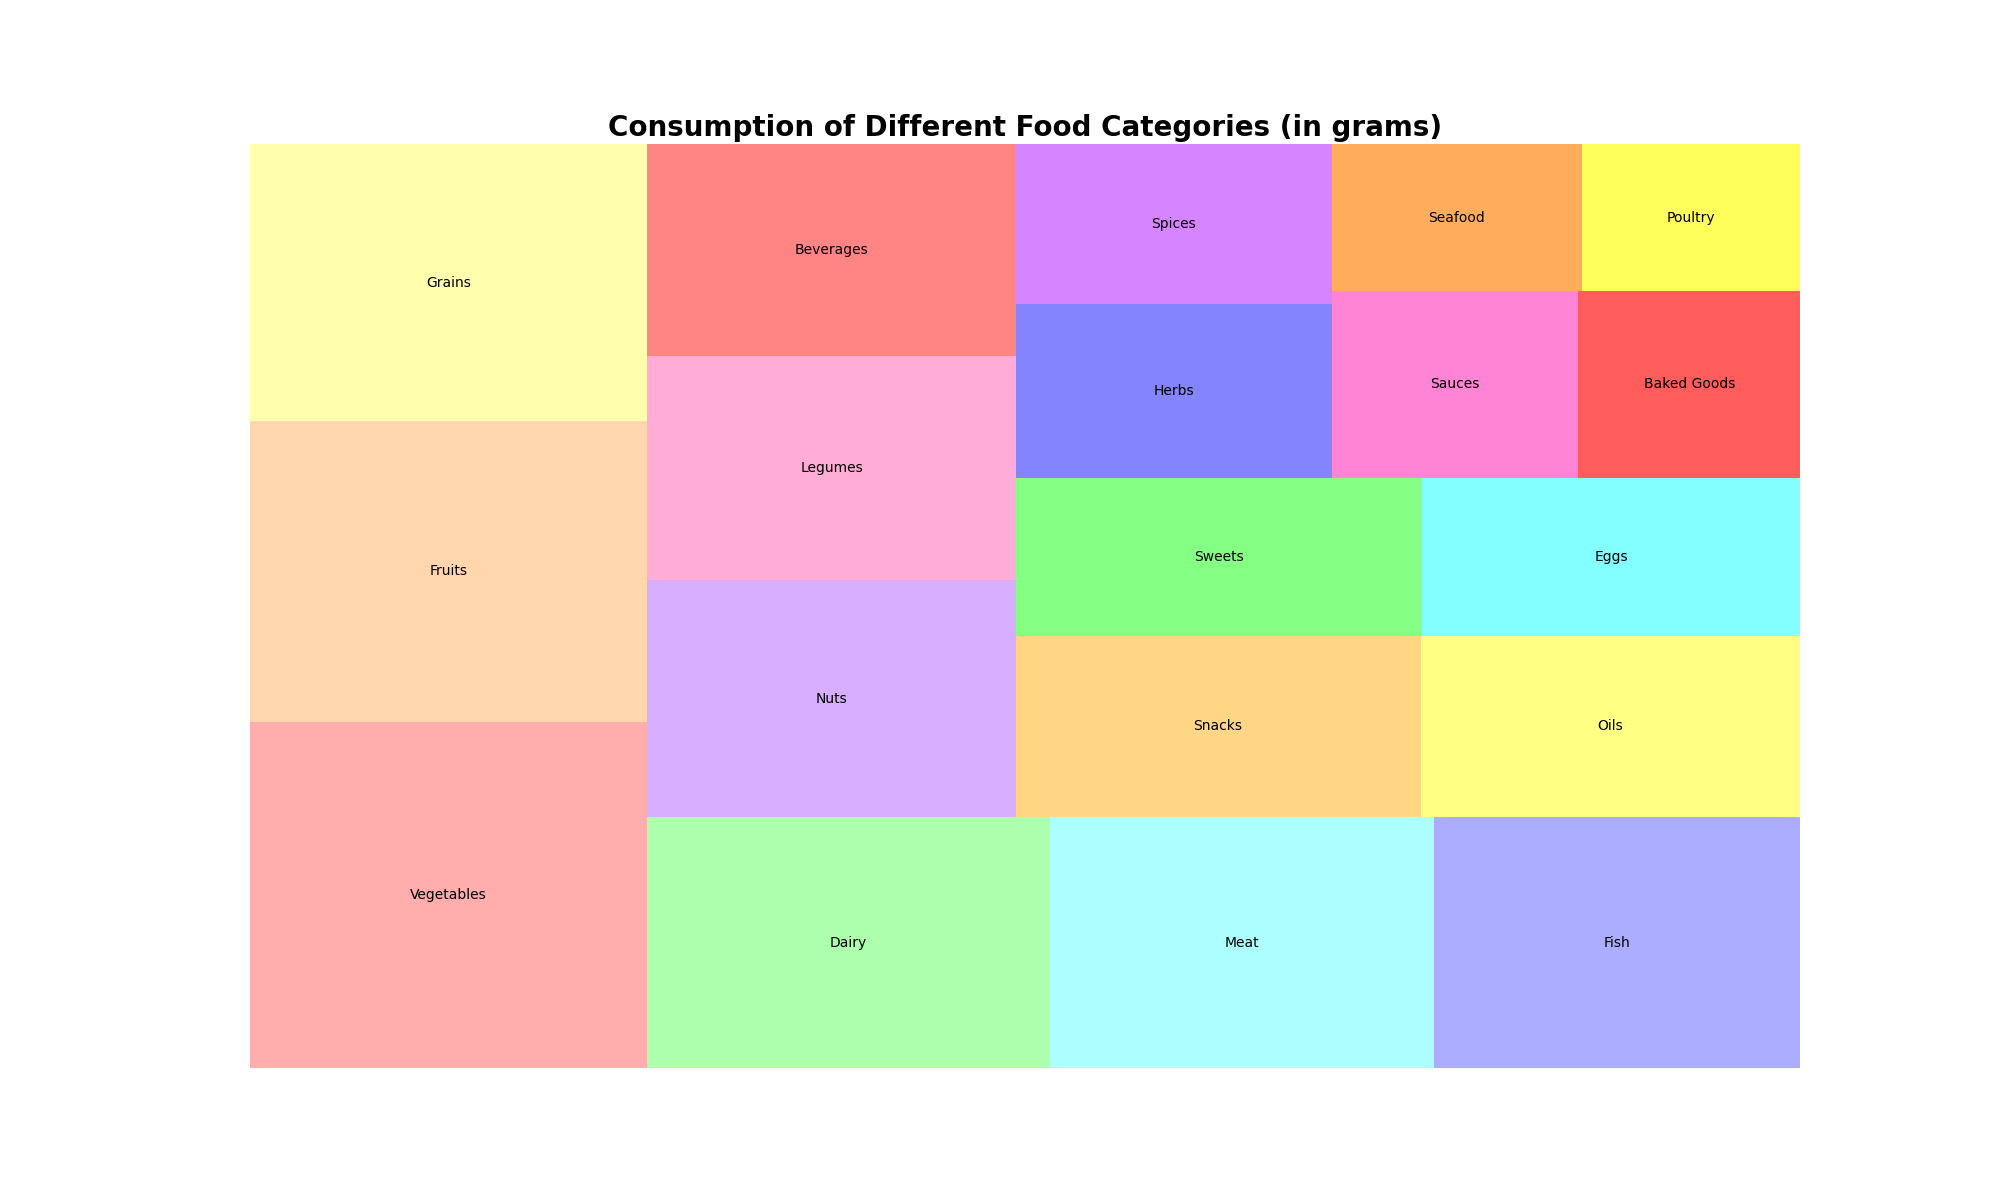 Consumption of Different Food Categories (in grams)
Grains
Beverages
Spices
Seafood
Poultry
Herbs
Sauces
Baked Goods
Legumes
Fruits
Sweets
Eggs
Nuts
Snacks
Oils
Vegetables
Dairy
Meat
Fish